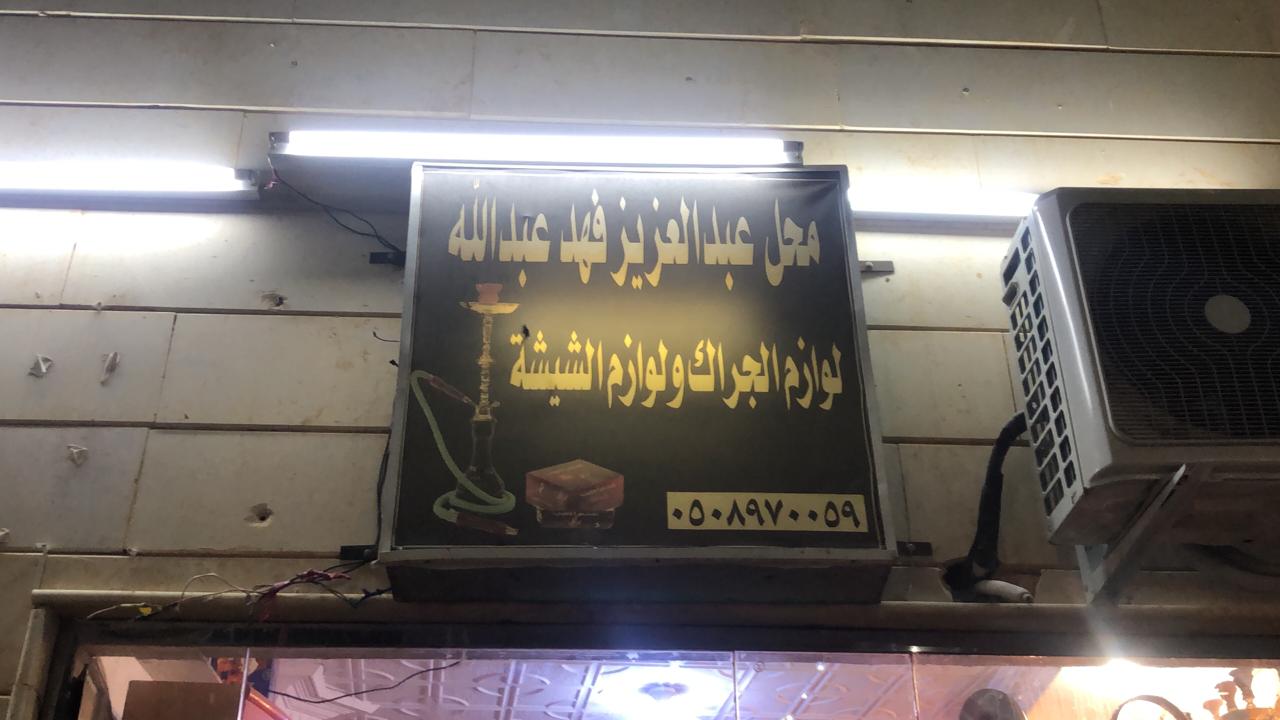 محل عبدالعزيز فهد عبدالله
لوازم الجراك ولوازم الشيشة
٠٥٠٨٩٧٠٠٥٩